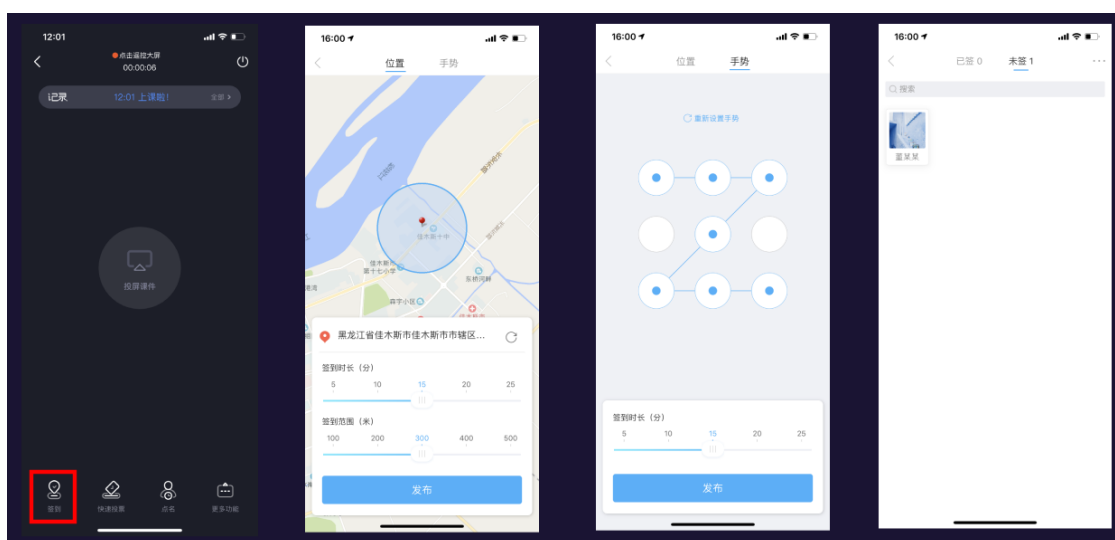 12:01
点击遥控大屏
00:00:06
记录 12:01 上课啦! 全部 >
投屏课件
签到 快速投票 点名 更多功能
16:00
位置 手势
佳木斯十中
佳木斯市
第十七小学
东桥河畔
森宇小区
黑龙江省佳木斯市佳木斯市市辖区...
签到时长（分）
5 10 15 20 25
签到范围（米）
100 200 300 400 500
发布
16:00
位置 手势
重新设置手势
签到时长（分）
5 10 15 20 25
发布
16:00
已签 0 未签 1
搜索
董某某